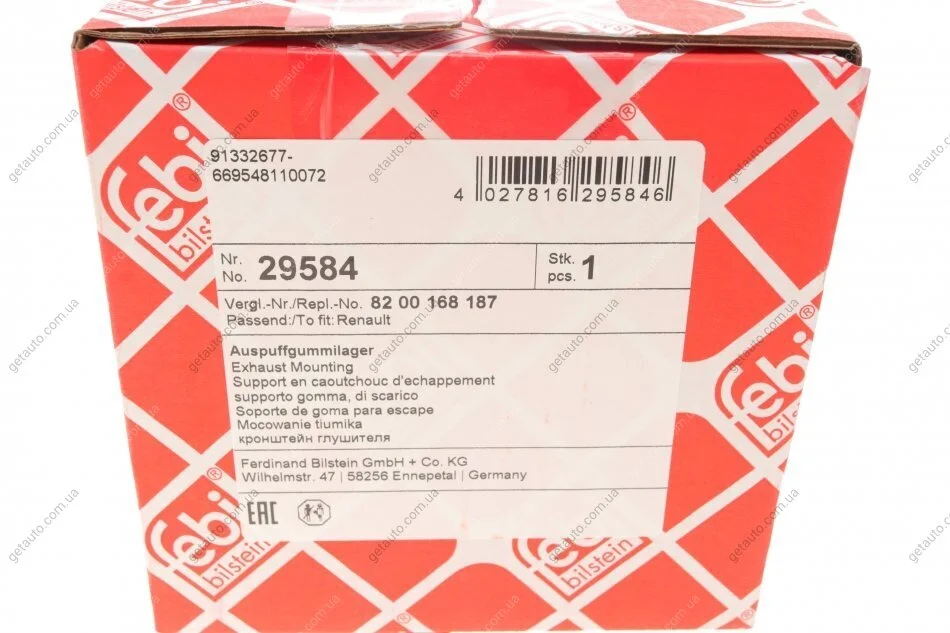 91332677-
669548110072
4 027816 295846
Nr.
No. 29584
Stk.
pcs. 1
Vergl.-Nr./Repl.-No. 82 00 168 187
Passend:/To fit: Renault
Auspuffgummilager
Exhaust Mounting
Support en caoutchouc d'echappement
supporto gomma, di scarico
Soporte de goma para escape
Mocowanie tlumika
кронштейн глушителя
Ferdinand Bilstein GmbH + Co. KG
Wilhelmstr. 47 | 58256 Ennepetal | Germany
EAC
febi®
bilstein
febi®
bilstein
febi®
bilstein
febi
bilstein
getauto.com.ua